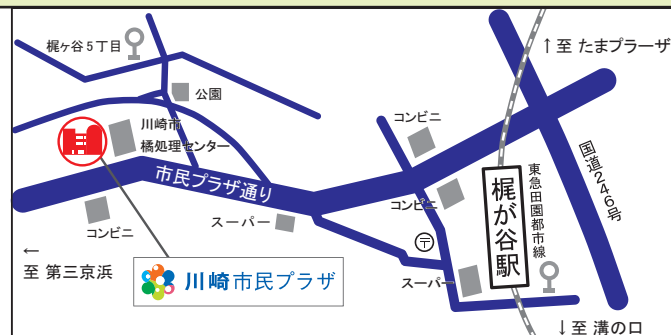 梶ヶ谷5丁目
公園
川崎市
橘処理センター
市民プラザ通り
コンビニ
スーパー
←
至 第三京浜
川崎市民プラザ
コンビニ
コンビニ
〒
スーパー
梶が谷駅
東急田園都市線
国道246号
↑至 たまプラーザ
↓至 溝の口